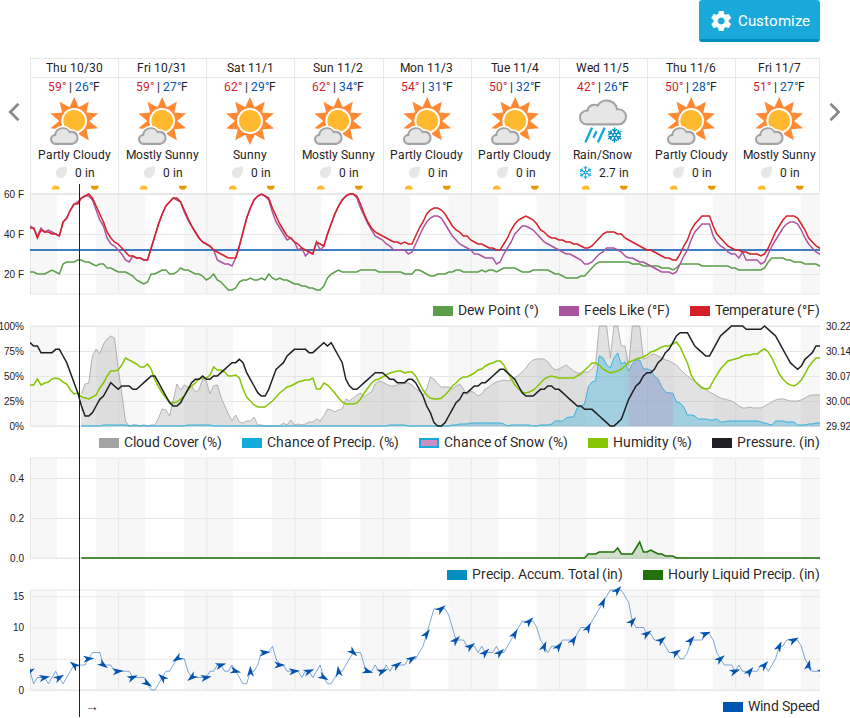 Customize
Thu 10/30 Fri 10/31 Sat 11/1 Sun 11/2 Mon 11/3 Tue 11/4 Wed 11/5 Thu 11/6 Fri 11/7
59° | 26°F 59° | 27°F 62° | 29°F 62° | 34°F 54° | 31°F 50° | 32°F 42° | 26°F 50° | 28°F 51° | 27°F
Partly Cloudy Mostly Sunny Sunny Mostly Sunny Partly Cloudy Partly Cloudy Rain/Snow Partly Cloudy Mostly Sunny
0 in 0 in 0 in 0 in 0 in 0 in 2.7 in 0 in 0 in
60 F
40 F
20 F
Dew Point (°) Feels Like (°F) Temperature (°F)
100% 30.22
75% 30.14
50% 30.07
25% 30.00
0% 29.92
Cloud Cover (%) Chance of Precip. (%) Chance of Snow (%) Humidity (%) Pressure. (in)
0.4
0.2
0.0
Precip. Accum. Total (in) Hourly Liquid Precip. (in)
15
10
5
0
→ Wind Speed